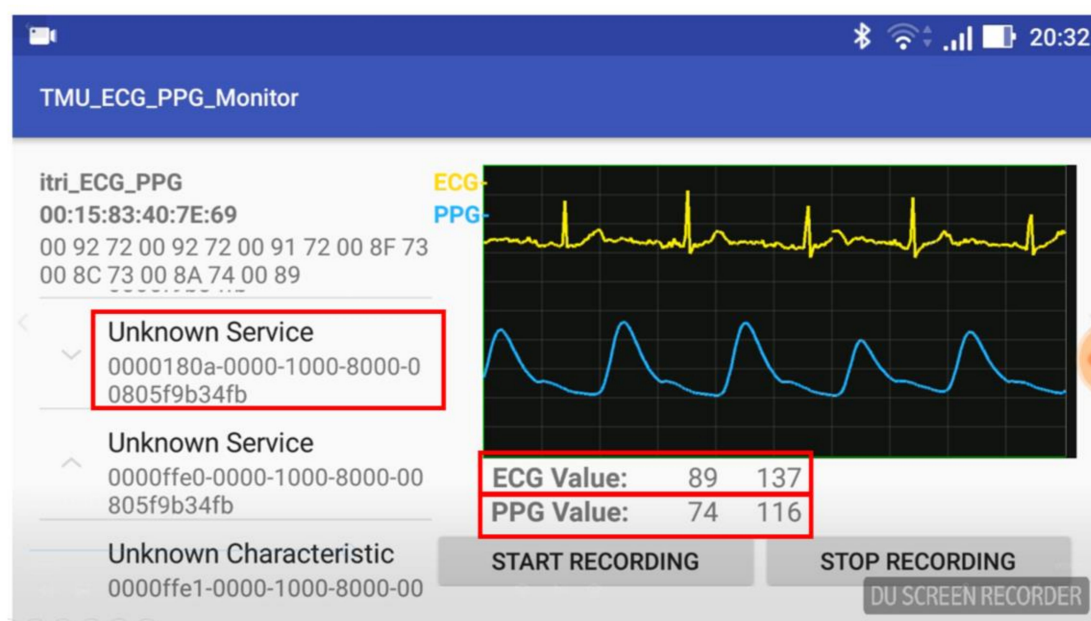 20:32
TMU_ECG_PPG_Monitor
itri_ECG_PPG
00:15:83:40:7E:69
00 92 72 00 92 72 00 91 72 00 8F 73
00 8C 73 00 8A 74 00 89
Unknown Service
0000180a-0000-1000-8000-0
0805f9b34fb
Unknown Service
0000ffe0-0000-1000-8000-00
805f9b34fb
Unknown Characteristic
0000ffe1-0000-1000-8000-00
ECG-
PPG-
ECG Value: 89 137
PPG Value: 74 116
START RECORDING
STOP RECORDING
DU SCREEN RECORDER